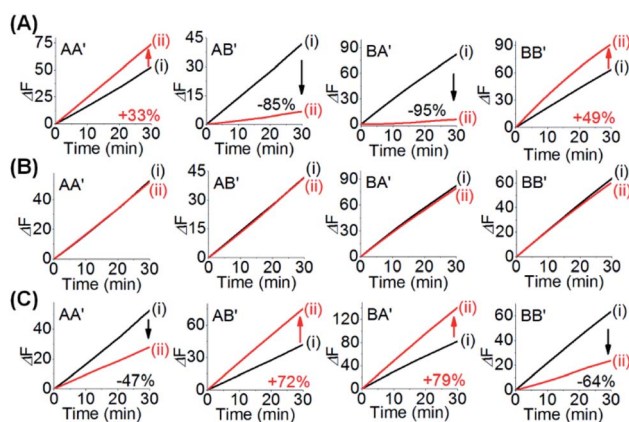 (A)
AA' (ii) (i) +33%
75 50 25 0
ΔF
0 10 20 30
Time (min)
AB' (i) -85% (ii)
45 30 15 0
ΔF
0 10 20 30
Time (min)
BA' (i) -95% (ii)
90 60 30 0
ΔF
0 10 20 30
Time (min)
BB' (ii) (i) +49%
90 60 30 0
ΔF
0 10 20 30
Time (min)
(B)
AA' (i) (ii)
40 20 0
ΔF
0 10 20 30
Time (min)
AB' (i) (ii)
45 30 15 0
ΔF
0 10 20 30
Time (min)
BA' (i) (ii)
90 60 30 0
ΔF
0 10 20 30
Time (min)
BB' (i) (ii)
60 40 20 0
ΔF
0 10 20 30
Time (min)
(C)
AA' (i) (ii) -47%
40 20 0
ΔF
0 10 20 30
Time (min)
AB' (ii) (i) +72%
60 30 0
ΔF
0 10 20 30
Time (min)
BA' (ii) (i) +79%
120 80 40 0
ΔF
0 10 20 30
Time (min)
BB' (i) (ii) -64%
60 40 20 0
ΔF
0 10 20 30
Time (min)